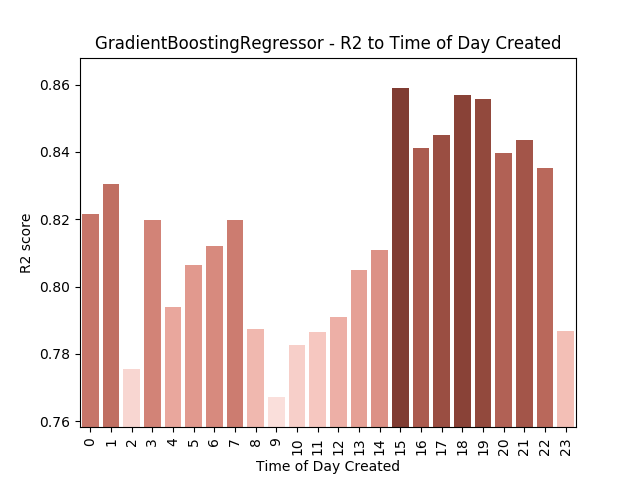 GradientBoostingRegressor - R2 to Time of Day Created
R2 score
0.86
0.84
0.82
0.80
0.78
0.76
0 1 2 3 4 5 6 7 8 9 10 11 12 13 14 15 16 17 18 19 20 21 22 23
Time of Day Created